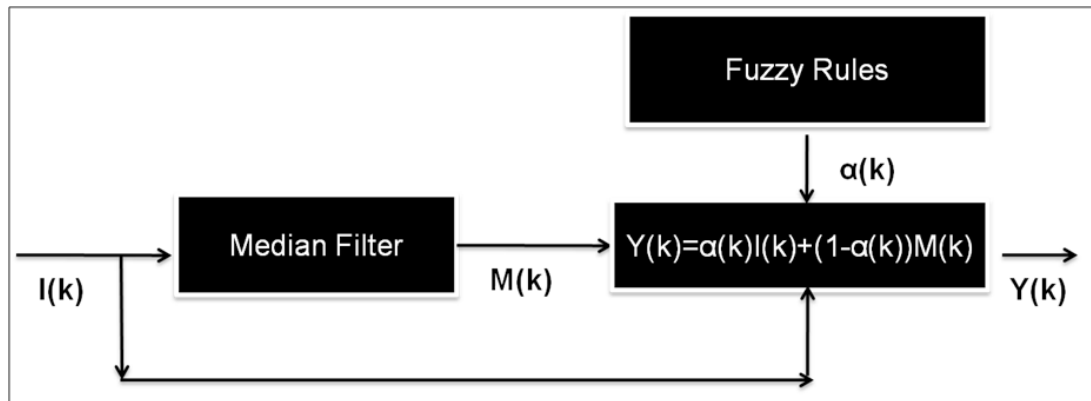 Fuzzy Rules
α(k)
Median Filter
Y(k)=α(k)I(k)+(1-α(k))M(k)
I(k)
M(k)
Y(k)